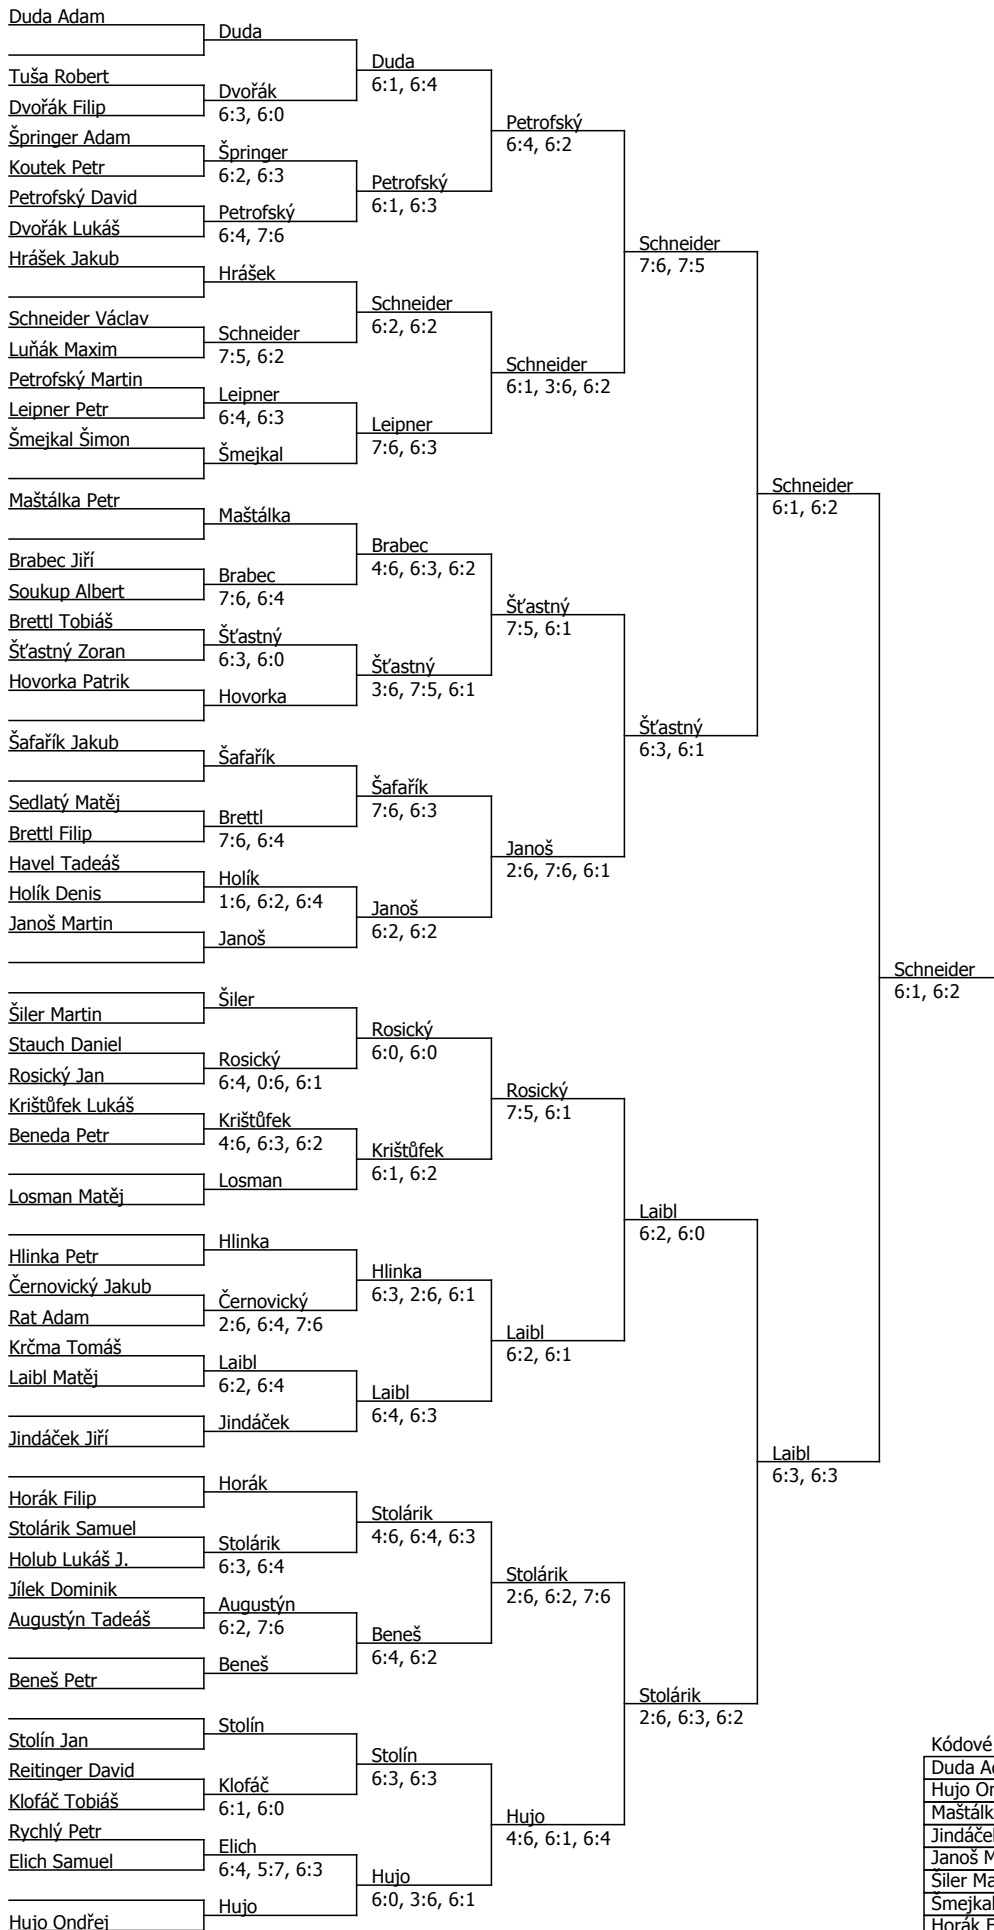 Duda Adam
Tuša Robert
Dvořák Filip
Špringer Adam
Koutek Petr
Petrofský David
Dvořák Lukáš
Hrášek Jakub
Schneider Václav
Luňák Maxim
Petrofský Martin
Leipner Petr
Šmejkal Šimon
Maštálka Petr
Brabec Jiří
Soukup Albert
Brettl Tobiáš
Šťastný Zoran
Hovorka Patrik
Šafařík Jakub
Sedlatý Matěj
Brettl Filip
Havel Tadeáš
Holík Denis
Janoš Martin
Šiler Martin
Stauch Daniel
Rosický Jan
Krištůfek Lukáš
Beneda Petr
Losman Matěj
Hlinka Petr
Černovický Jakub
Rat Adam
Krčma Tomáš
Laibl Matěj
Jindáček Jiří
Horák Filip
Stolárik Samuel
Holub Lukáš J.
Jílek Dominik
Augustýn Tadeáš
Beneš Petr
Stolín Jan
Reitinger David
Klofáč Tobiáš
Rychlý Petr
Elich Samuel
Hujo Ondřej
Duda
Dvořák
6:3, 6:0
Špringer
6:2, 6:3
Petrofský
6:4, 7:6
Hrášek
Schneider
7:5, 6:2
Leipner
6:4, 6:3
Šmejkal
Maštálka
Brabec
7:6, 6:4
Šťastný
6:3, 6:0
Hovorka
Šafařík
Brettl
7:6, 6:4
Holík
1:6, 6:2, 6:4
Janoš
Šiler
Rosický
6:4, 0:6, 6:1
Krištůfek
4:6, 6:3, 6:2
Losman
Hlinka
Černovický
2:6, 6:4, 7:6
Laibl
6:2, 6:4
Jindáček
Horák
Stolárik
6:3, 6:4
Augustýn
6:2, 7:6
Beneš
Stolín
Klofáč
6:1, 6:0
Elich
6:4, 5:7, 6:3
Hujo
Duda
6:1, 6:4
Petrofský
6:1, 6:3
Schneider
6:2, 6:2
Leipner
7:6, 6:3
Brabec
4:6, 6:3, 6:2
Šťastný
3:6, 7:5, 6:1
Šafařík
7:6, 6:3
Janoš
6:2, 6:2
Rosický
6:0, 6:0
Krištůfek
6:1, 6:2
Hlinka
6:3, 2:6, 6:1
Laibl
6:4, 6:3
Stolárik
4:6, 6:4, 6:3
Beneš
6:4, 6:2
Stolín
6:3, 6:3
Hujo
6:0, 3:6, 6:1
Petrofský
6:4, 6:2
Schneider
6:1, 3:6, 6:2
Šťastný
7:5, 6:1
Janoš
2:6, 7:6, 6:1
Rosický
7:5, 6:1
Laibl
6:2, 6:1
Stolárik
2:6, 6:2, 7:6
Hujo
4:6, 6:1, 6:4
Schneider
7:6, 7:5
Šťastný
6:3, 6:1
Laibl
6:2, 6:0
Stolárik
2:6, 6:3, 6:2
Schneider
6:1, 6:2
Laibl
6:3, 6:3
Schneider
6:1, 6:2
Kódové
Duda
Hujo
Maštálk
Jindáče
Janoš
Šiler
Šmejkal
Horák